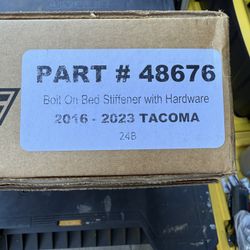 PART # 48676
Bolt On Bed Stiffener with Hardware
2016 - 2023 TACOMA
24B